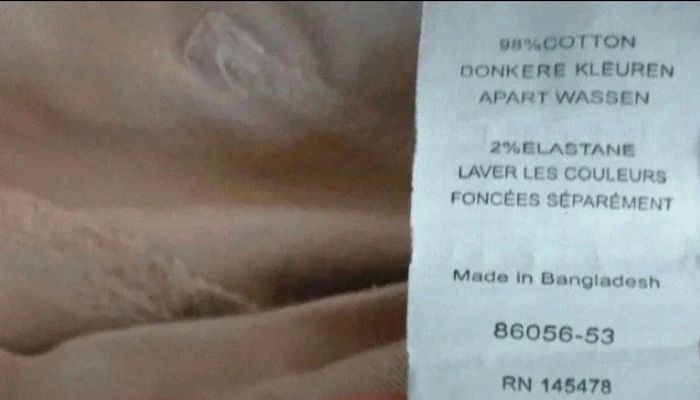 98%COTTON
DONKERE KLEUREN
APART WASSEN
2%ELASTANE
LAVER LES COULEURS
FONCÉES SÉPARÉMENT
Made in Bangladesh
86056-53
RN 145478